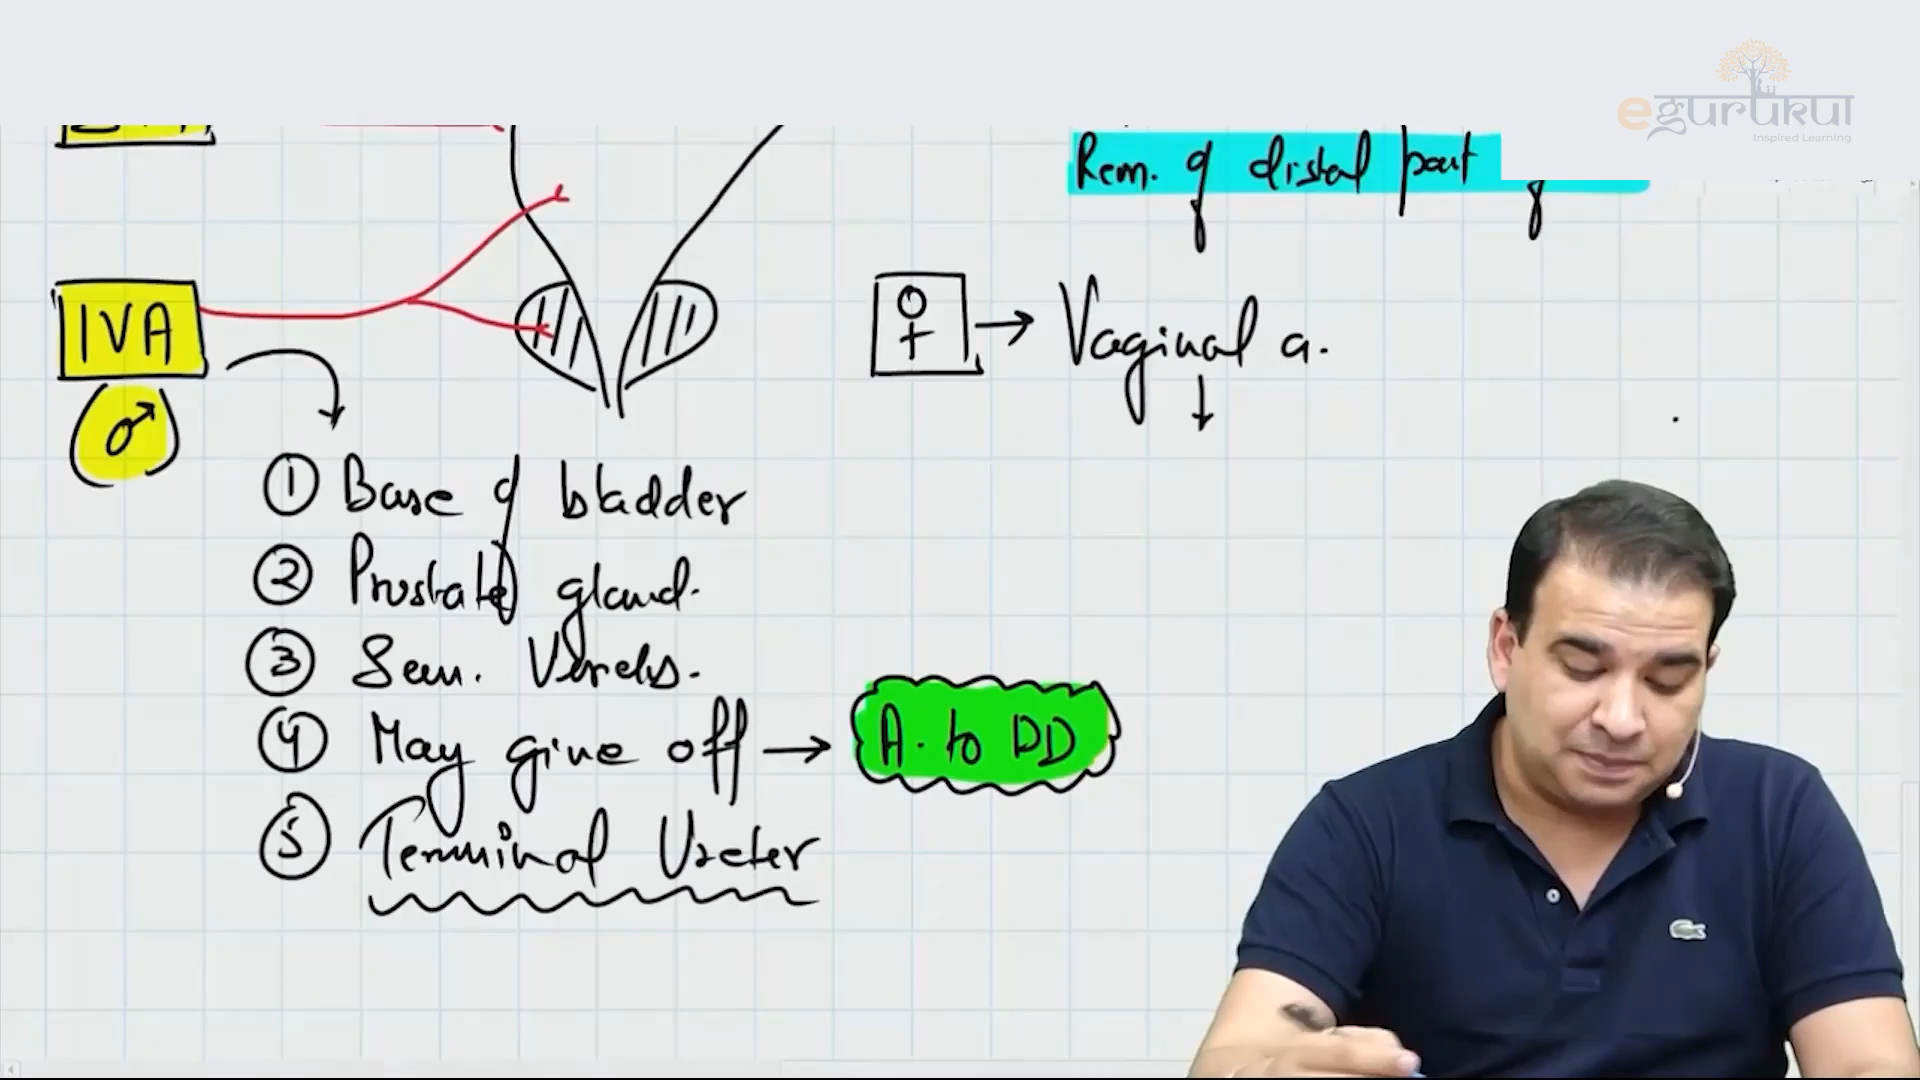 egurukul
Inspired Learning
Rem. of distal part
IVA
♂
♀ → Vaginal a.
① Base of bladder
② Prostate gland.
③ Sem. Vesicles.
④ May give off → A. to DD
⑤ Terminal Ureter